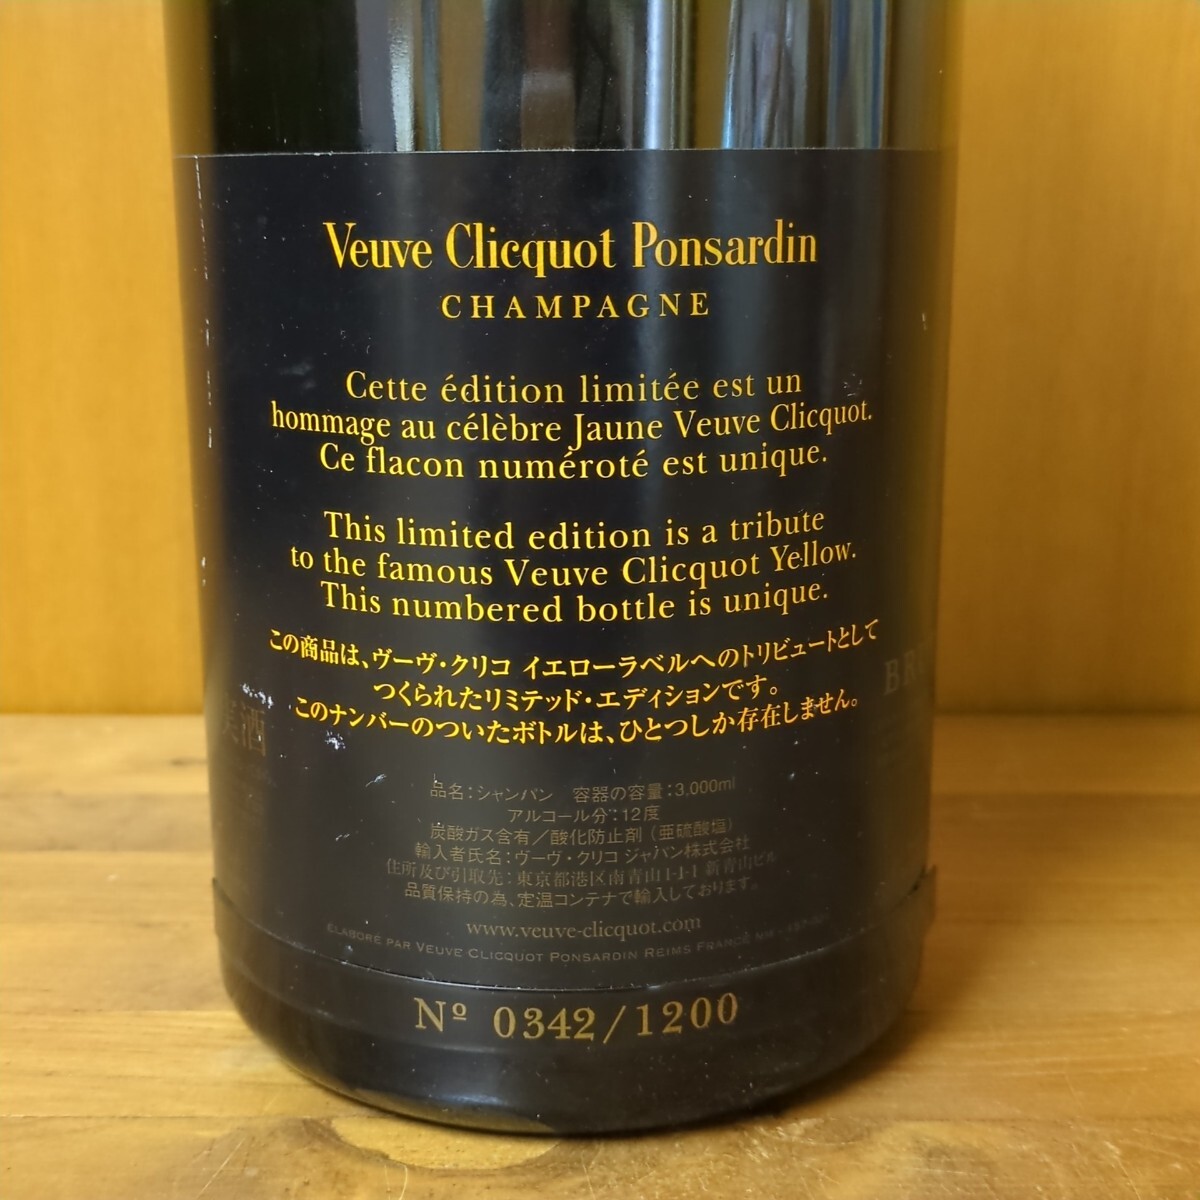 Veuve Clicquot Ponsardin
CHAMPAGNE
Cette édition limitée est un
hommage au célèbre Jaune Veuve Clicquot.
Ce flacon numéroté est unique.
This limited edition is a tribute
to the famous Veuve Clicquot Yellow.
This numbered bottle is unique.
この商品は、ヴーヴ・クリコ イエローラベルへのトリビュートとして
つくられたリミテッド・エディションです。
このナンバーのついたボトルは、ひとつしか存在しません。
美酒
品名：シャンパン 容器の容量：3,000ml
アルコール分：12度
炭酸ガス含有／酸化防止剤（亜硫酸塩）
輸入者氏名：ヴーヴ・クリコ ジャパン株式会社
住所及び引取先：東京都港区南青山1-1-1 新青山ビル
品質保持の為、定温コンテナで輸入しております。
www.veuve-clicquot.com
ELABORÉ PAR VEUVE CLICQUOT PONSARDIN REIMS FRANCE
Nº 0342/1200